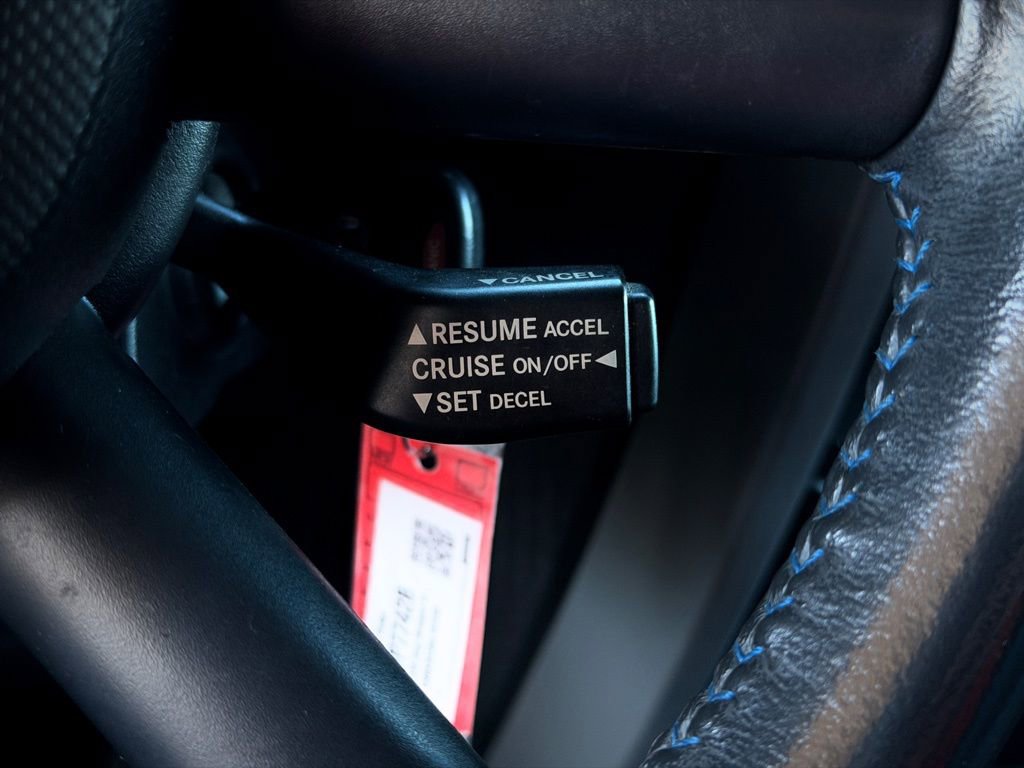 ▼CANCEL
▲RESUME ACCEL
CRUISE ON/OFF◀
▼SET DECEL